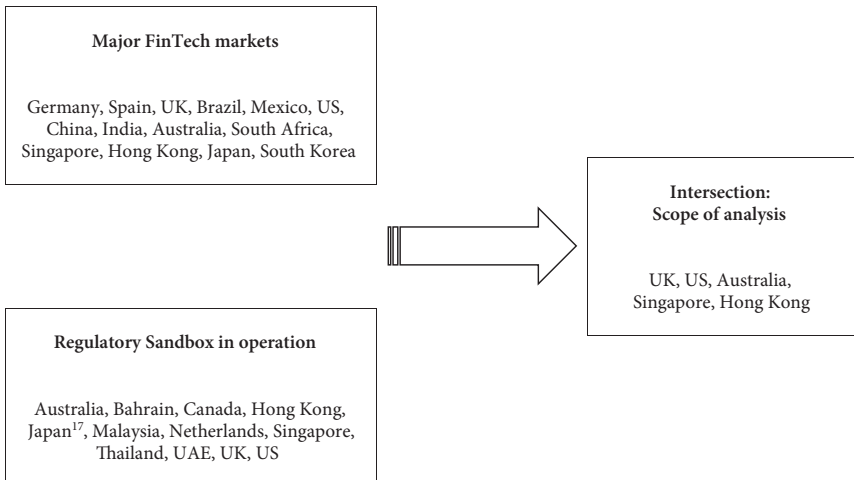 Major FinTech markets
Germany, Spain, UK, Brazil, Mexico, US,
China, India, Australia, South Africa,
Singapore, Hong Kong, Japan, South Korea
Regulatory Sandbox in operation
Australia, Bahrain, Canada, Hong Kong,
Japan¹⁷, Malaysia, Netherlands, Singapore,
Thailand, UAE, UK, US
Intersection:
Scope of analysis
UK, US, Australia,
Singapore, Hong Kong